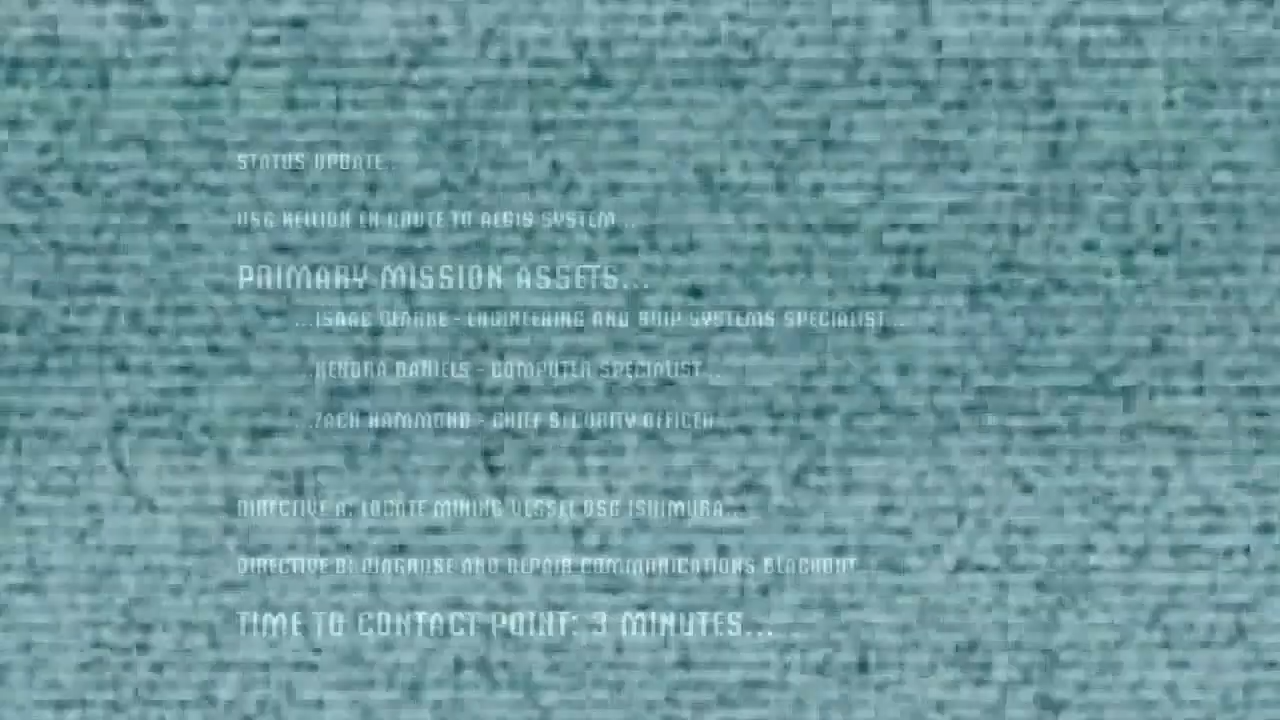 STATUS UPDATE..
USG KELLION EN ROUTE TO AEGIS SYSTEM...
PRIMARY MISSION ASSETS...
...ISAAC CLARKE - ENGINEERING AND SHIP SYSTEMS SPECIALIST...
...KENDRA DANIELS - COMPUTER SPECIALIST...
...ZACH HAMMOND - CHIEF SECURITY OFFICER...
DIRECTIVE A: LOCATE MINING VESSEL USG ISHIMURA...
DIRECTIVE B: DIAGNOSE AND REPAIR COMMUNICATIONS BLACKOUT...
TIME TO CONTACT POINT: 3 MINUTES...